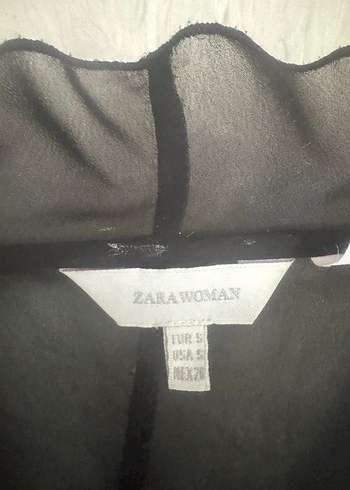 ZARA WOMAN
EUR S
USA S
MEX 26